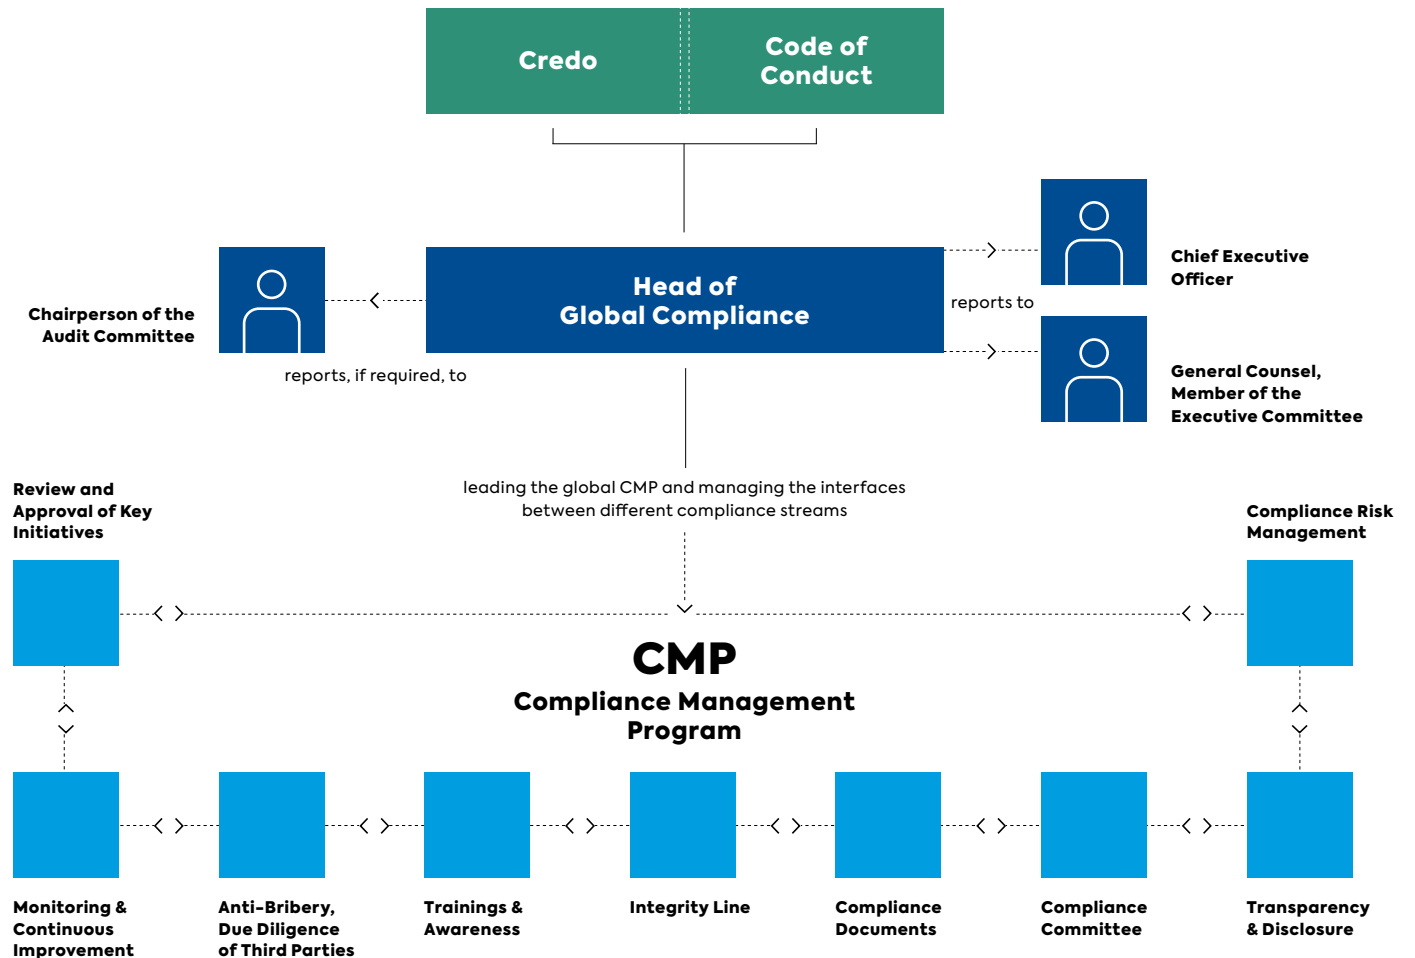 Credo
Code of
Conduct
Head of
Global Compliance
Chairperson of the
Audit Committee
reports, if required, to
reports to
Chief Executive
Officer
General Counsel,
Member of the
Executive Committee
leading the global CMP and managing the interfaces
between different compliance streams
Review and
Approval of Key
Initiatives
Compliance Risk
Management
CMP
Compliance Management
Program
Monitoring &
Continuous
Improvement
Anti-Bribery,
Due Diligence
of Third Parties
Trainings &
Awareness
Integrity Line
Compliance
Documents
Compliance
Committee
Transparency
& Disclosure